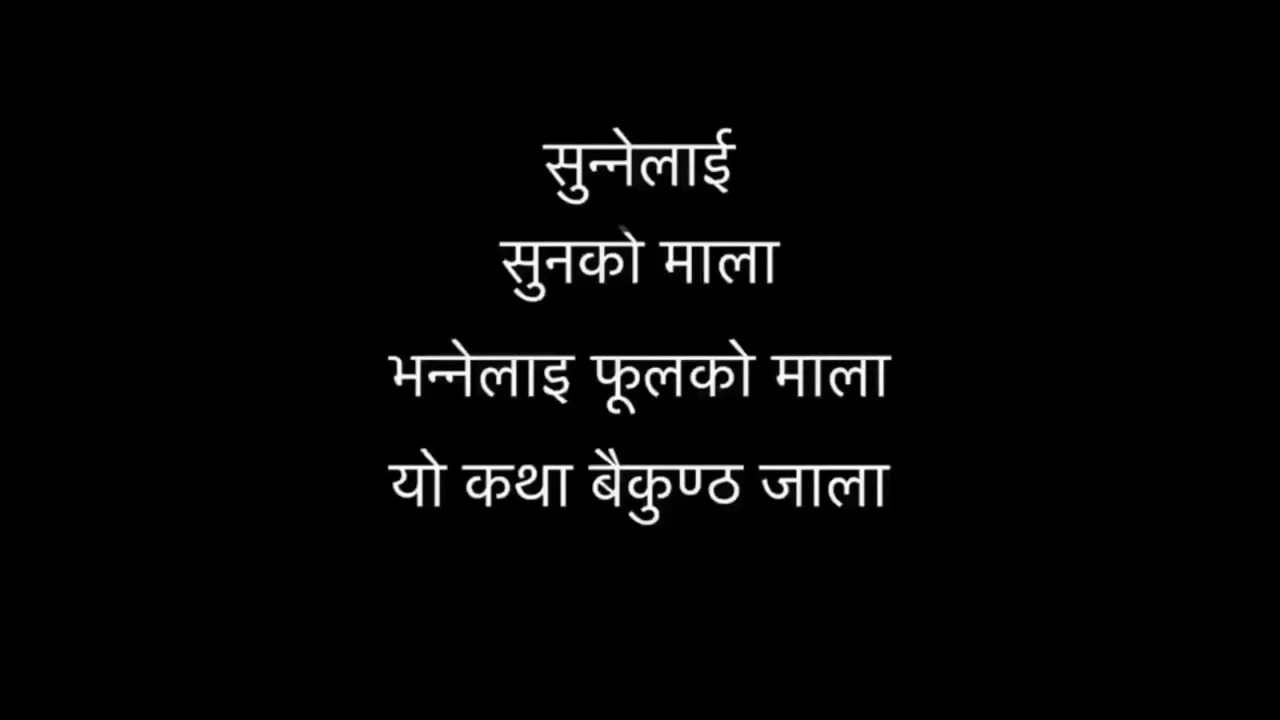 सुन्नेलाई
सुनको माला
भन्नेलाइ फूलको माला
यो कथा बैकुण्ठ जाला